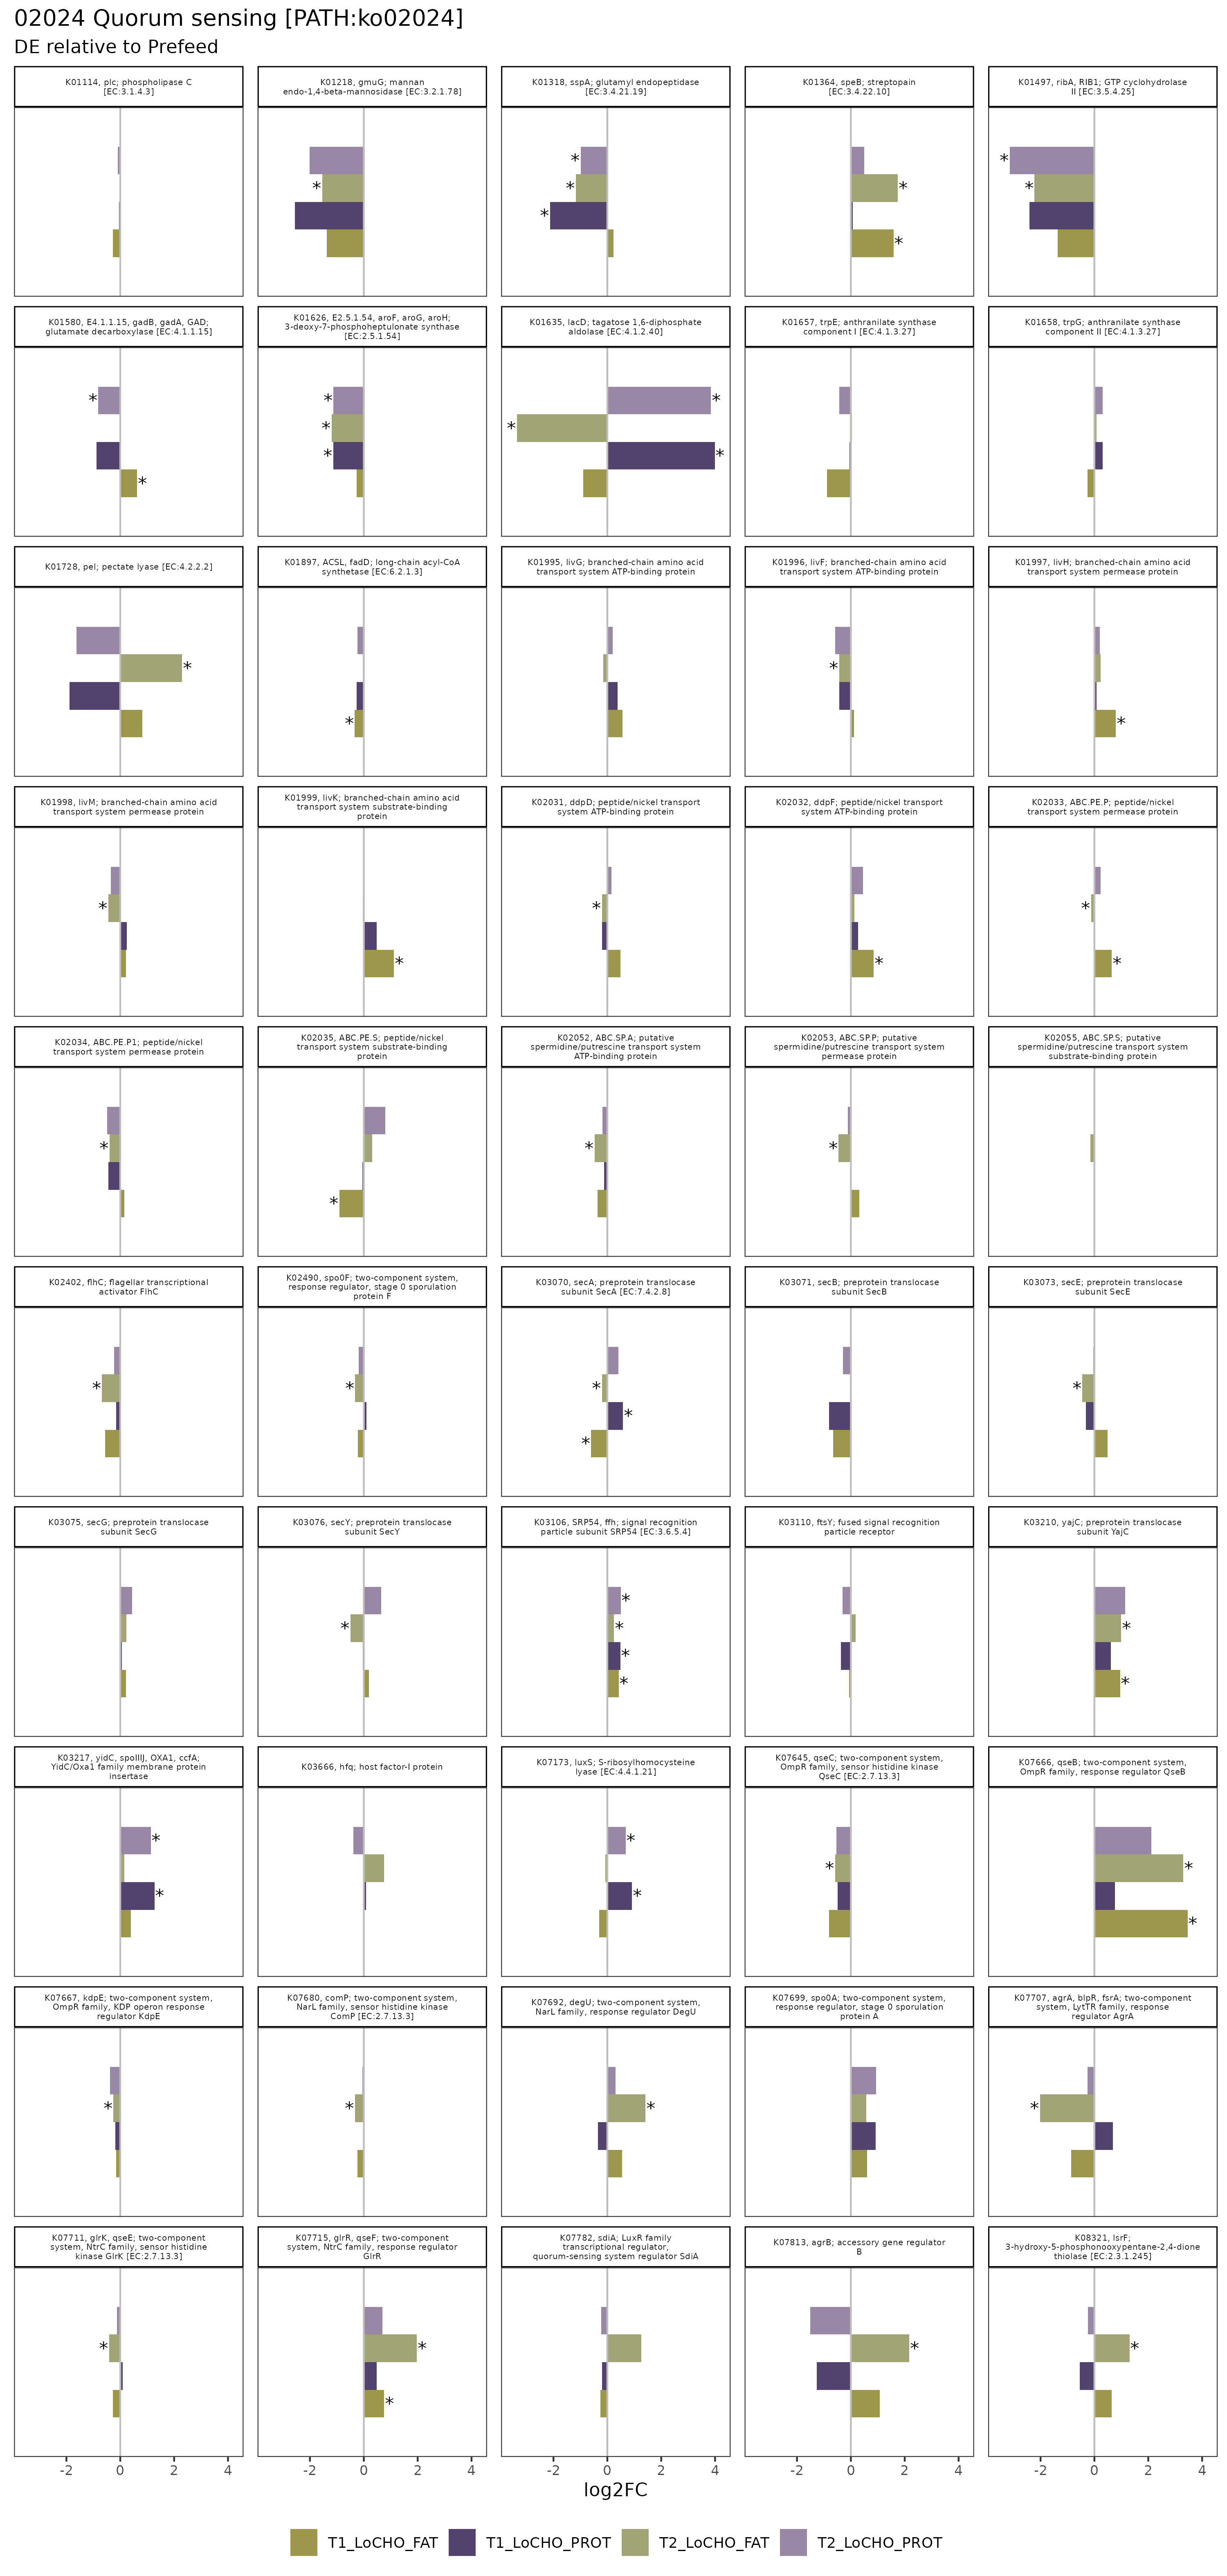 02024 Quorum sensing [PATH:ko02024]
DE relative to Prefeed
K01114, plc; phospholipase C
[EC:3.1.4.3]
K01218, gmuG; mannan
endo-1,4-beta-mannosidase [EC:3.2.1.78]
K01318, sspA; glutamyl endopeptidase
[EC:3.4.21.19]
K01364, speB; streptopain
[EC:3.4.22.10]
K01497, ribA, RIB1; GTP cyclohydrolase
II [EC:3.5.4.25]
*
*
*
*
*
*
*
*
K01580, E4.1.1.15, gadB, gadA, GAD;
glutamate decarboxylase [EC:4.1.1.15]
K01626, E2.5.1.54, aroF, aroG, aroH;
3-deoxy-7-phosphoheptulonate synthase
[EC:2.5.1.54]
K01635, lacD; tagatose 1,6-diphosphate
aldolase [EC:4.1.2.40]
K01657, trpE; anthranilate synthase
component I [EC:4.1.3.27]
K01658, trpG; anthranilate synthase
component II [EC:4.1.3.27]
*
*
*
*
*
*
*
*
K01728, pel; pectate lyase [EC:4.2.2.2]
K01897, ACSL, fadD; long-chain acyl-CoA
synthetase [EC:6.2.1.3]
K01995, livG; branched-chain amino acid
transport system ATP-binding protein
K01996, livF; branched-chain amino acid
transport system ATP-binding protein
K01997, livH; branched-chain amino acid
transport system permease protein
*
*
*
*
K01998, livM; branched-chain amino acid
transport system permease protein
K01999, livK; branched-chain amino acid
transport system substrate-binding
protein
K02031, ddpD; peptide/nickel transport
system ATP-binding protein
K02032, ddpF; peptide/nickel transport
system ATP-binding protein
K02033, ABC.PE.P; peptide/nickel
transport system permease protein
*
*
*
*
*
*
K02034, ABC.PE.P1; peptide/nickel
transport system permease protein
K02035, ABC.PE.S; peptide/nickel
transport system substrate-binding
protein
K02052, ABC.SP.A; putative
spermidine/putrescine transport system
ATP-binding protein
K02053, ABC.SP.P; putative
spermidine/putrescine transport system
permease protein
K02055, ABC.SP.S; putative
spermidine/putrescine transport system
substrate-binding protein
*
*
*
*
K02402, flhC; flagellar transcriptional
activator FlhC
K02490, spo0F; two-component system,
response regulator, stage 0 sporulation
protein F
K03070, secA; preprotein translocase
subunit SecA [EC:7.4.2.8]
K03071, secB; preprotein translocase
subunit SecB
K03073, secE; preprotein translocase
subunit SecE
*
*
*
*
*
*
K03075, secG; preprotein translocase
subunit SecG
K03076, secY; preprotein translocase
subunit SecY
K03106, SRP54, ffh; signal recognition
particle subunit SRP54 [EC:3.6.5.4]
K03110, ftsY; fused signal recognition
particle receptor
K03210, yajC; preprotein translocase
subunit YajC
*
*
*
*
*
*
*
K03217, yidC, spoIIIJ, OXA1, ccfA;
YidC/Oxa1 family membrane protein
insertase
K03666, hfq; host factor-I protein
K07173, luxS; S-ribosylhomocysteine
lyase [EC:4.4.1.21]
K07645, qseC; two-component system,
OmpR family, sensor histidine kinase
QseC [EC:2.7.13.3]
K07666, qseB; two-component system,
OmpR family, response regulator QseB
*
*
*
*
*
*
*
K07667, kdpE; two-component system,
OmpR family, KDP operon response
regulator KdpE
K07680, comP; two-component system,
NarL family, sensor histidine kinase
ComP [EC:2.7.13.3]
K07692, degU; two-component system,
NarL family, response regulator DegU
K07699, spo0A; two-component system,
response regulator, stage 0 sporulation
protein A
K07707, agrA, blpR, fsrA; two-component
system, LytTR family, response
regulator AgrA
*
*
*
*
K07711, glrK, qseE; two-component
system, NtrC family, sensor histidine
kinase GlrK [EC:2.7.13.3]
K07715, glrR, qseF; two-component
system, NtrC family, response regulator
GlrR
K07782, sdiA; LuxR family
transcriptional regulator,
quorum-sensing system regulator SdiA
K07813, agrB; accessory gene regulator
B
K08321, lsrF;
3-hydroxy-5-phosphonooxypentane-2,4-dione
thiolase [EC:2.3.1.245]
*
*
*
*
*
-2 0 2 4 -2 0 2 4 -2 0 2 4 -2 0 2 4 -2 0 2 4
log2FC
T1_LoCHO_FAT T1_LoCHO_PROT T2_LoCHO_FAT T2_LoCHO_PROT